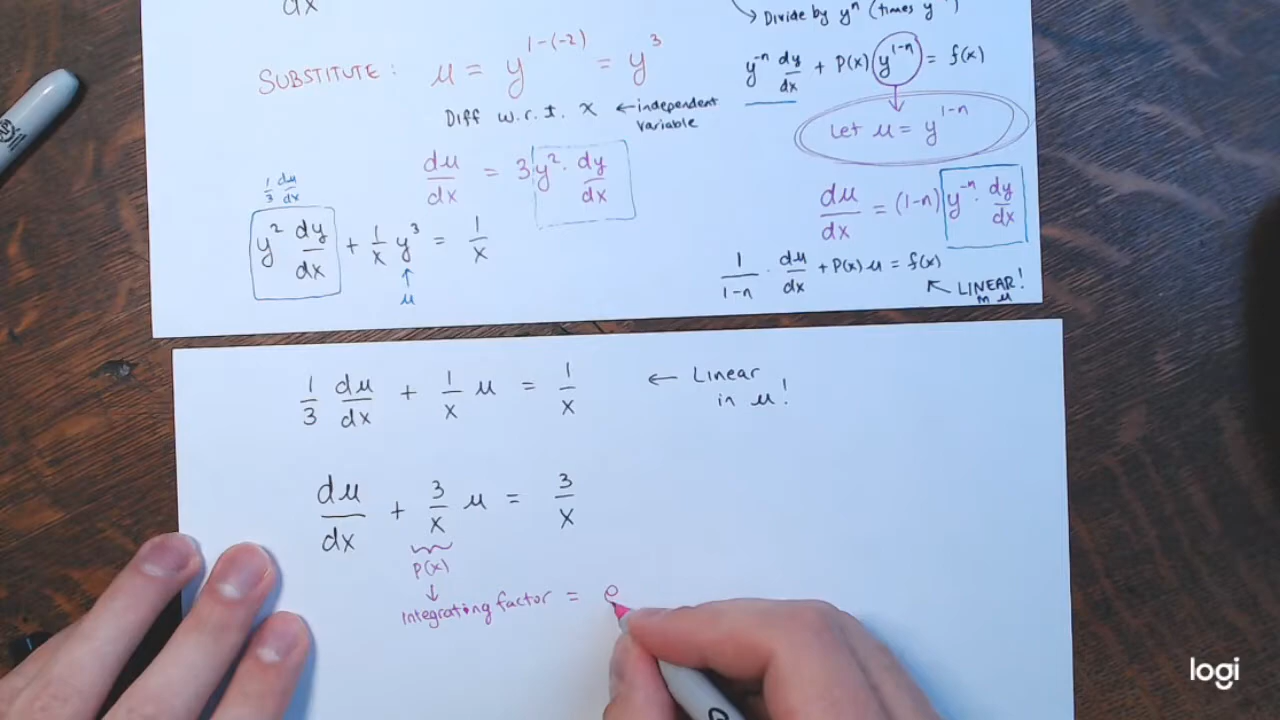 dx
→ Divide by yⁿ (times y
SUBSTITUTE: u = y^(1-(-2)) = y³
y⁻ⁿ dy/dx + P(x) y^(1-n) = f(x)
Diff w.r.t. x ← independent variable
Let u = y^(1-n)
du/dx = 3 y² · dy/dx
du/dx = (1-n) y⁻ⁿ · dy/dx
1/3 du/dx
y² dy/dx + 1/x y³ = 1/x
↑
u
1/(1-n) · du/dx + P(x) u = f(x)
↖ LINEAR!
in u
1/3 du/dx + 1/x u = 1/x ← Linear
in u!
du/dx + 3/x u = 3/x
P(x)
↓
Integrating factor = e
logi